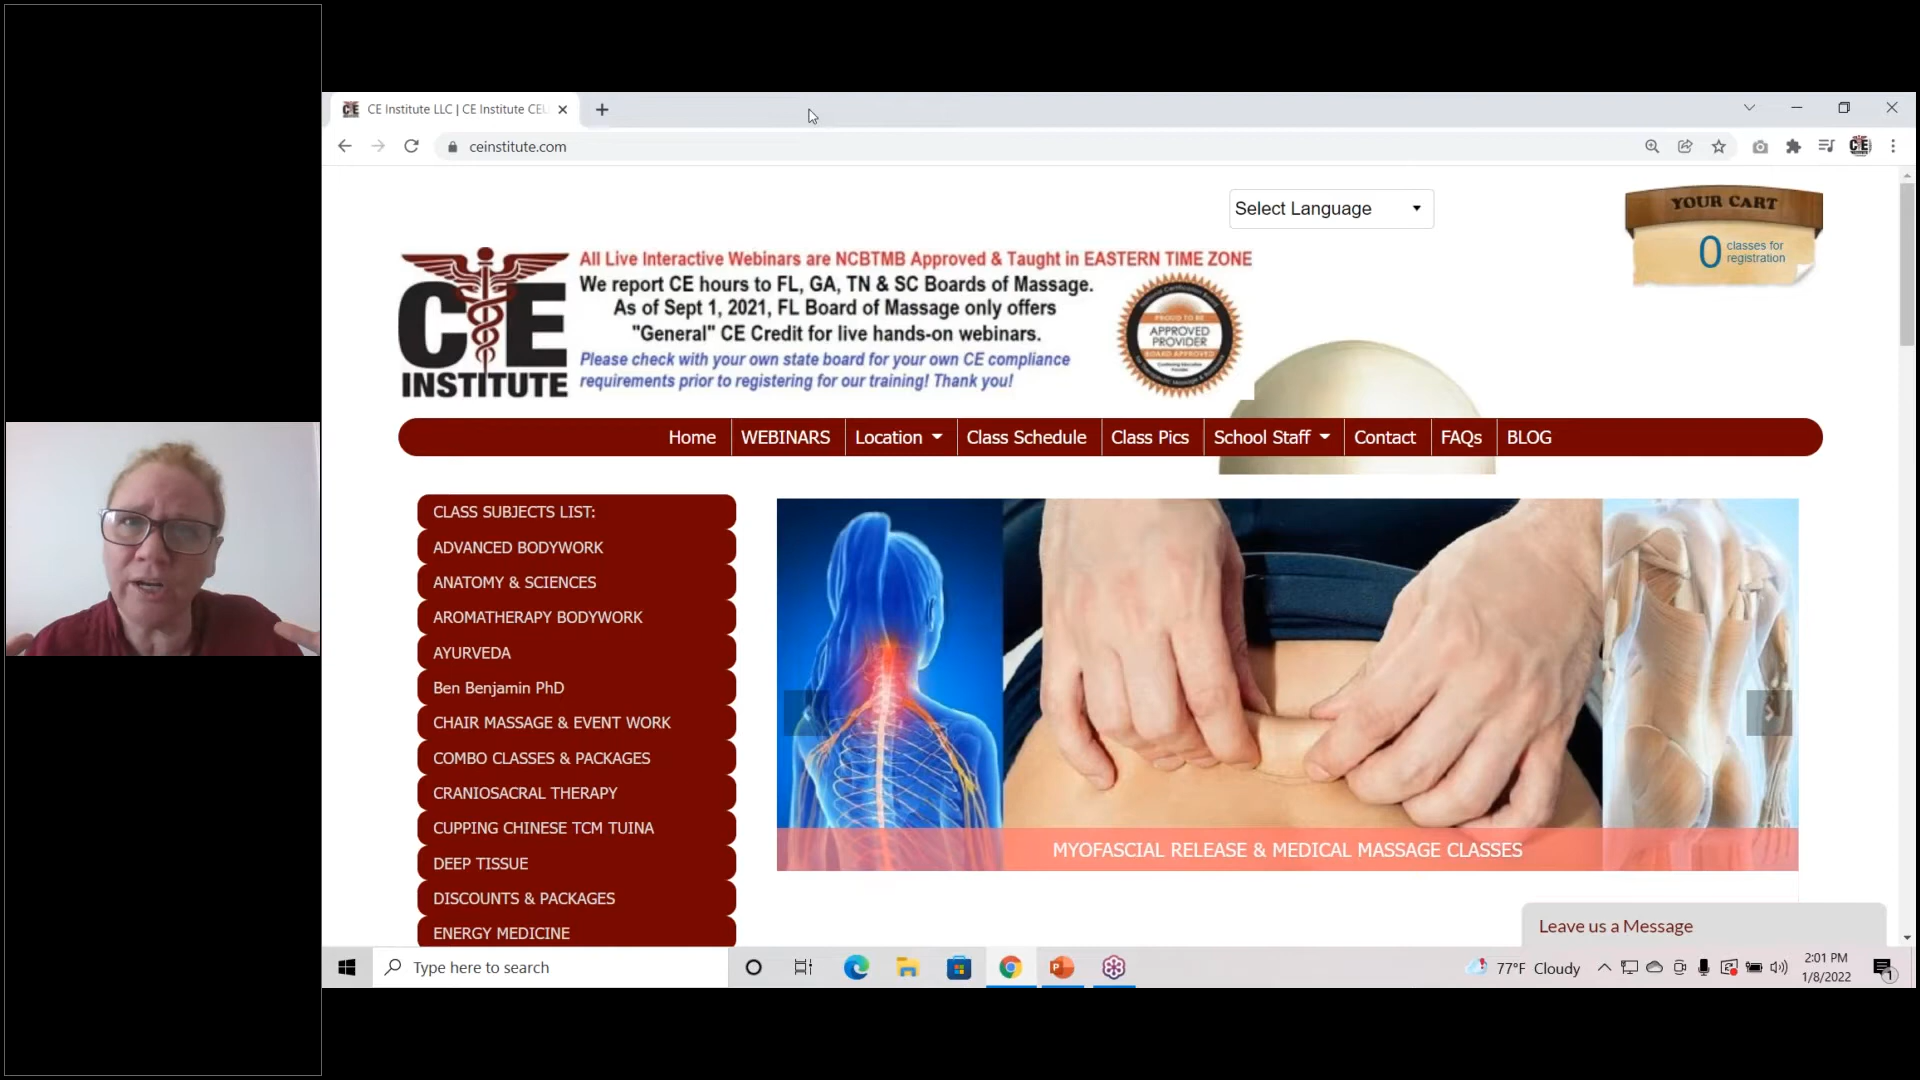 CE Institute LLC | CE Institute CEU
ceinstitute.com
Select Language
YOUR CART
0 classes for
registration
CE
INSTITUTE
All Live Interactive Webinars are NCBTMB Approved & Taught in EASTERN TIME ZONE
We report CE hours to FL, GA, TN & SC Boards of Massage.
As of Sept 1, 2021, FL Board of Massage only offers
"General" CE Credit for live hands-on webinars.
Please check with your own state board for your own CE compliance
requirements prior to registering for our training! Thank you!
PROUD TO BE
APPROVED
PROVIDER
BOARD APPROVED
Home
WEBINARS
Location
Class Schedule
Class Pics
School Staff
Contact
FAQs
BLOG
CLASS SUBJECTS LIST:
ADVANCED BODYWORK
ANATOMY & SCIENCES
AROMATHERAPY BODYWORK
AYURVEDA
Ben Benjamin PhD
CHAIR MASSAGE & EVENT WORK
COMBO CLASSES & PACKAGES
CRANIOSACRAL THERAPY
CUPPING CHINESE TCM TUINA
DEEP TISSUE
DISCOUNTS & PACKAGES
ENERGY MEDICINE
MYOFASCIAL RELEASE & MEDICAL MASSAGE CLASSES
Leave us a Message
Type here to search
77°F Cloudy
2:01 PM
1/8/2022
1